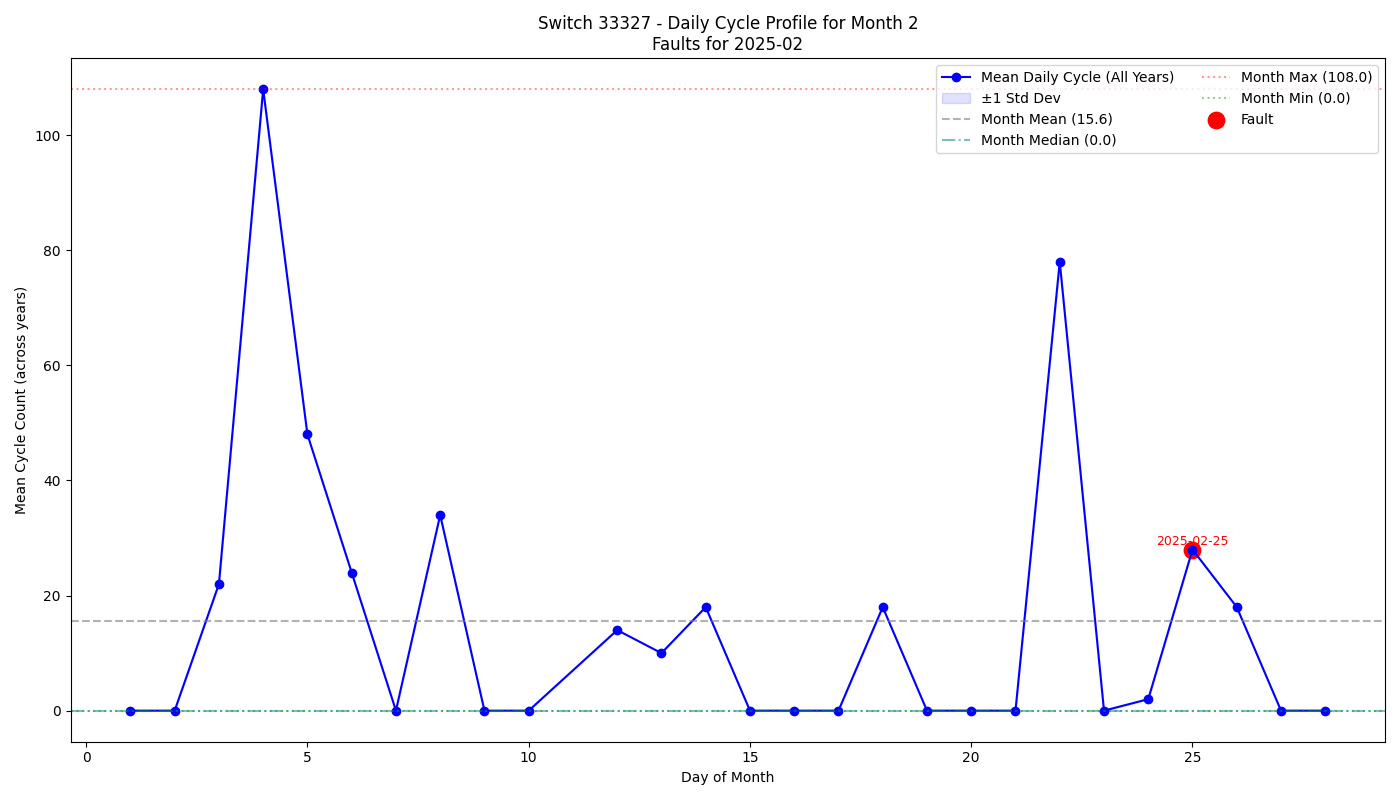 Switch 33327 - Daily Cycle Profile for Month 2
Faults for 2025-02
Mean Daily Cycle (All Years)
±1 Std Dev
Month Mean (15.6)
Month Median (0.0)
Month Max (108.0)
Month Min (0.0)
Fault
Mean Cycle Count (across years)
100
80
60
40
20
0
2025-02-25
0
5
10
15
20
25
Day of Month